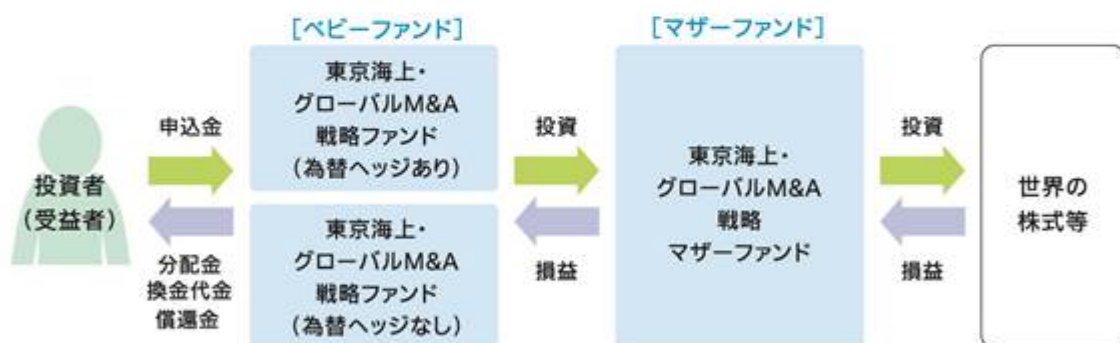 [ベビーファンド]
[マザーファンド]
東京海上・
グローバルM&A
戦略ファンド
(為替ヘッジあり)
申込金
投資者
(受益者)
分配金
換金代金
償還金
東京海上・
グローバルM&A
戦略ファンド
(為替ヘッジなし)
投資
損益
東京海上・
グローバルM&A
戦略
マザーファンド
投資
損益
世界の
株式等